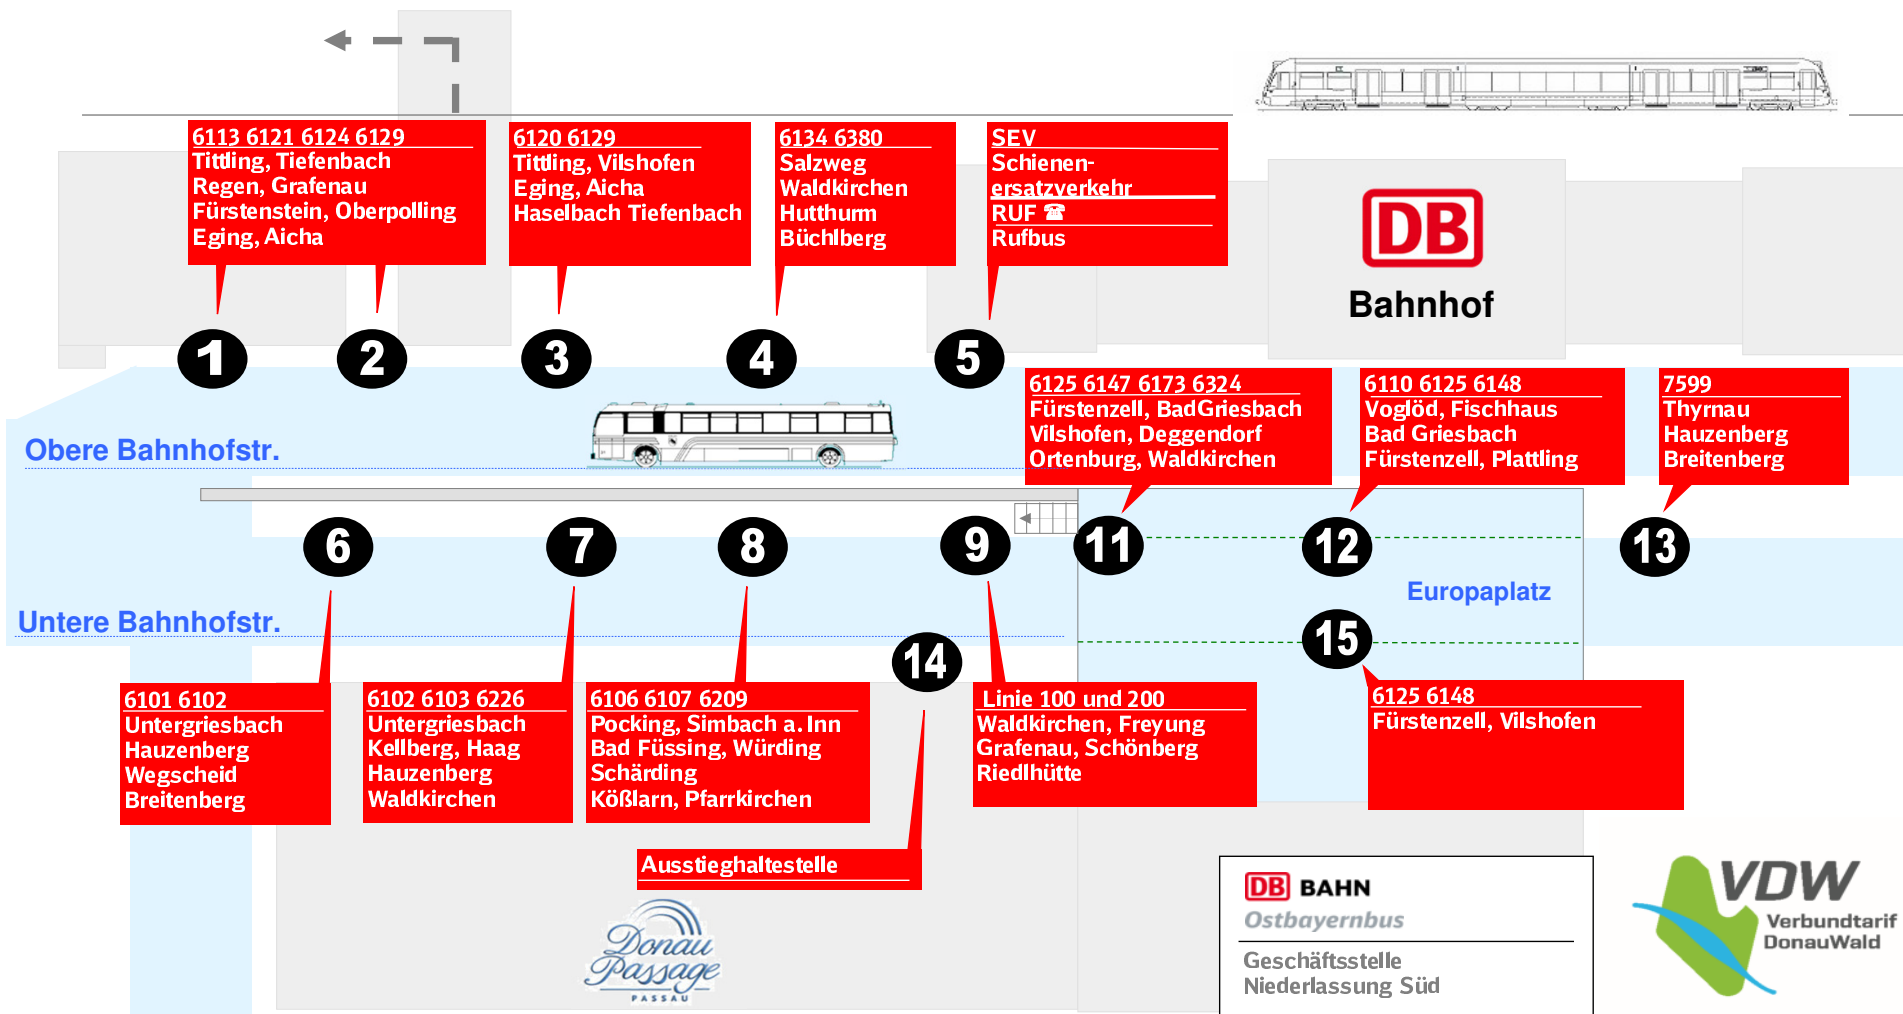 6113 6121 6124 6129
Tittling, Tiefenbach
Regen, Grafenau
Fürstenstein, Oberpolling
Eging, Aicha
6120 6129
Tittling, Vilshofen
Eging, Aicha
Haselbach Tiefenbach
6134 6380
Salzweg
Waldkirchen
Hutthurm
Büchlberg
SEV
Schienen-
ersatzverkehr
RUF ☎
Rufbus
DB
Bahnhof
1
2
3
4
5
6125 6147 6173 6324
Fürstenzell, BadGriesbach
Vilshofen, Deggendorf
Ortenburg, Waldkirchen
6110 6125 6148
Voglöd, Fischhaus
Bad Griesbach
Fürstenzell, Plattling
7599
Thyrnau
Hauzenberg
Breitenberg
Obere Bahnhofstr.
6
7
8
9
11
12
13
Europaplatz
Untere Bahnhofstr.
14
15
6101 6102
Untergriesbach
Hauzenberg
Wegscheid
Breitenberg
6102 6103 6226
Untergriesbach
Kellberg, Haag
Hauzenberg
Waldkirchen
6106 6107 6209
Pocking, Simbach a. Inn
Bad Füssing, Würding
Schärding
Kößlarn, Pfarrkirchen
Linie 100 und 200
Waldkirchen, Freyung
Grafenau, Schönberg
Riedlhütte
6125 6148
Fürstenzell, Vilshofen
Ausstieghaltestelle
Donau
Passage
PASSAU
DB BAHN
Ostbayernbus
Geschäftsstelle
Niederlassung Süd
VDW
Verbundtarif
DonauWald